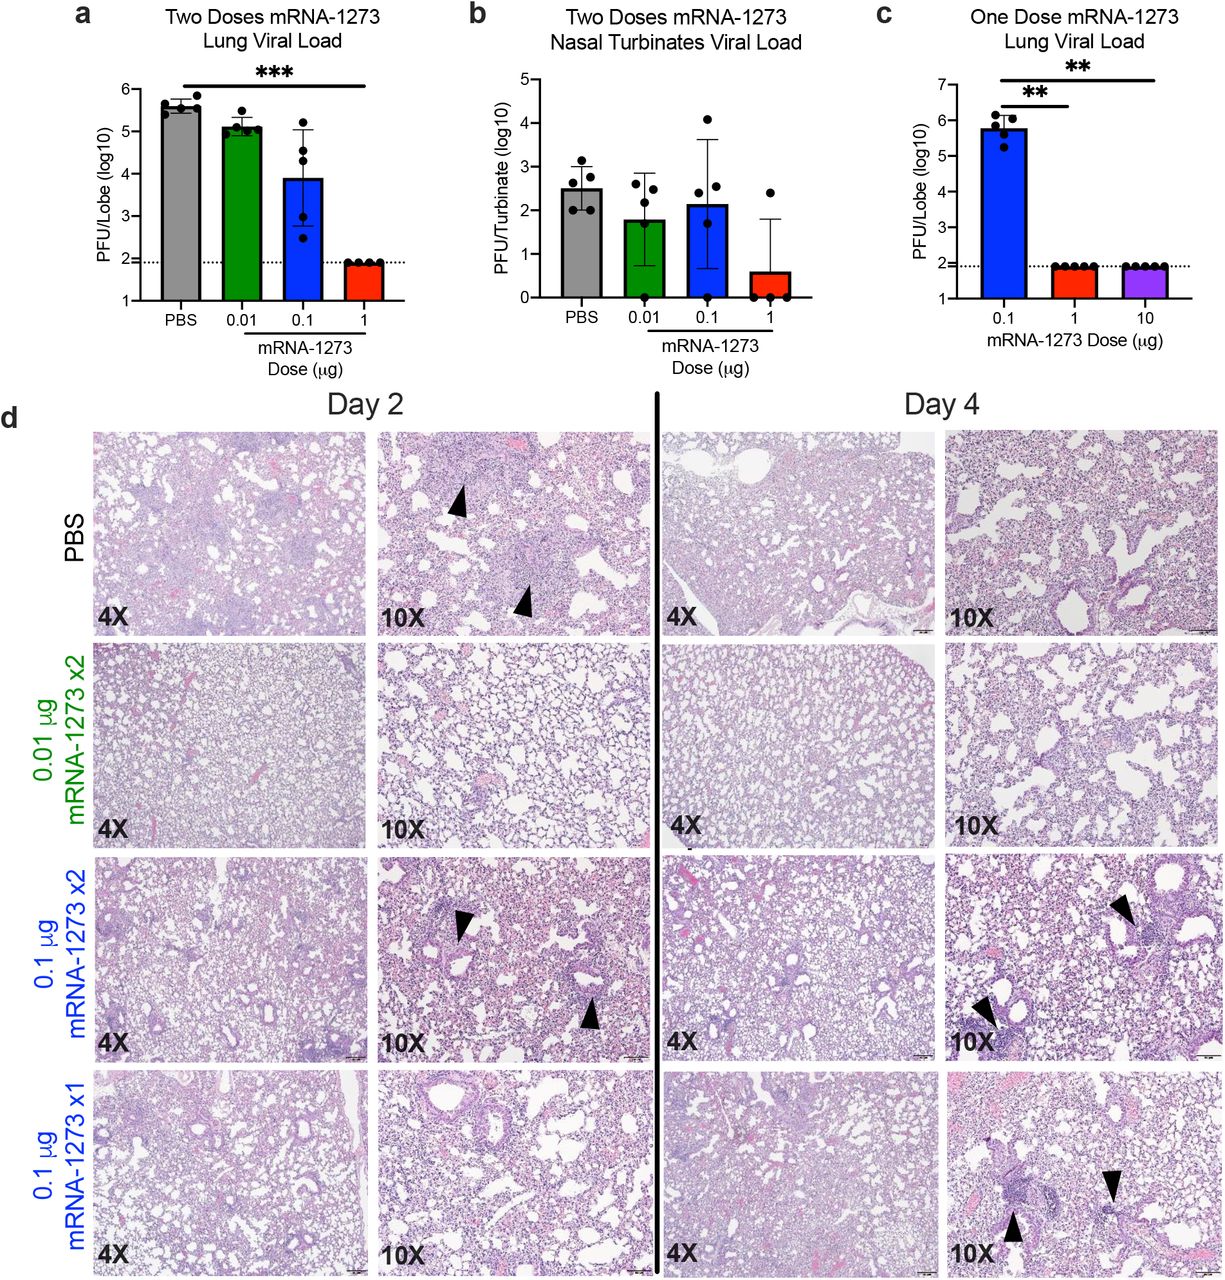 a
Two Doses mRNA-1273
Lung Viral Load
***
PFU/Lobe (log10)
6
5
4
3
2
1
PBS
0.01
0.1
1
mRNA-1273
Dose (μg)
b
Two Doses mRNA-1273
Nasal Turbinates Viral Load
PFU/Turbinate (log10)
5
4
3
2
1
0
PBS
0.01
0.1
1
mRNA-1273
Dose (μg)
c
One Dose mRNA-1273
Lung Viral Load
**
**
PFU/Lobe (log10)
7
6
5
4
3
2
1
0.1
1
10
mRNA-1273 Dose (μg)
d
Day 2
Day 4
PBS
4X
10X
4X
10X
0.01 μg
mRNA-1273 x2
4X
10X
4X
10X
0.1 μg
mRNA-1273 x2
4X
10X
4X
10X
0.1 μg
mRNA-1273 x1
4X
10X
4X
10X